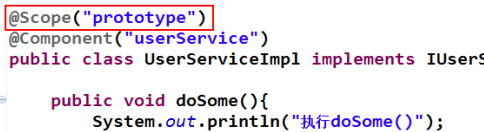 @Scope("prototype")
@Component("userService")
public class UserServiceImpl implements IUserS
public void doSome(){
System.out.println("执行doSome()");